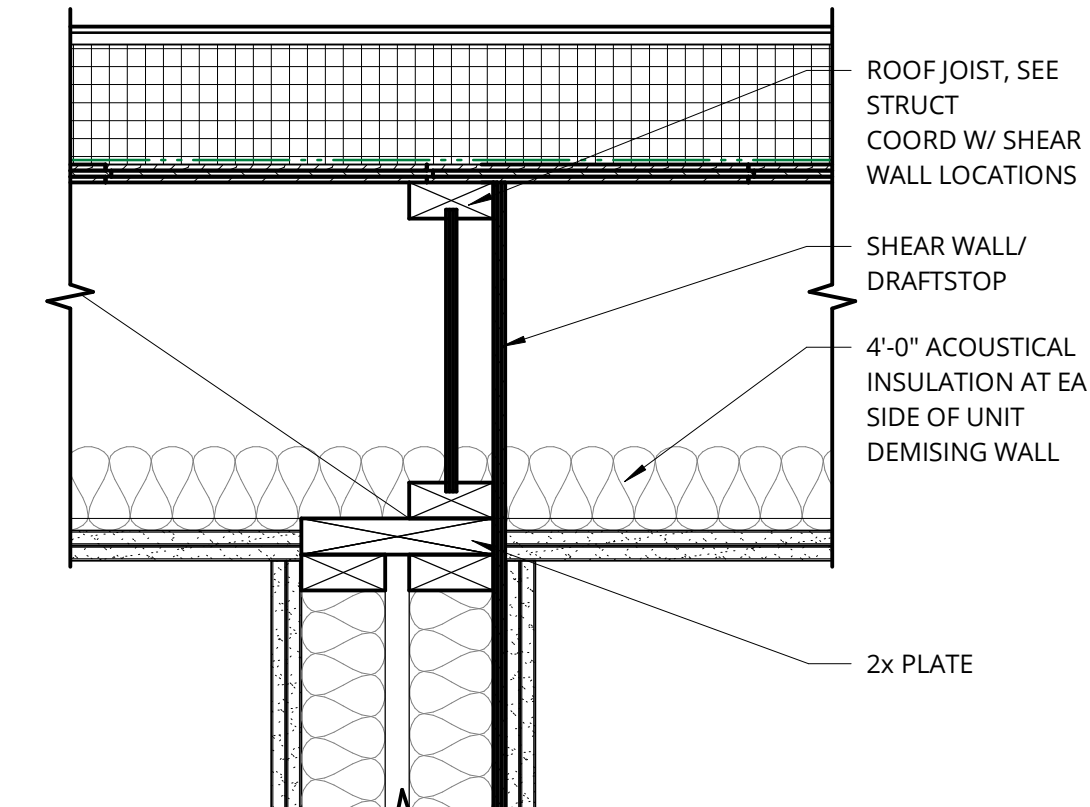 ROOF JOIST, SEE
STRUCT
COORD W/ SHEAR
WALL LOCATIONS
SHEAR WALL/
DRAFTSTOP
4'-0" ACOUSTICAL
INSULATION AT EA
SIDE OF UNIT
DEMISING WALL
2x PLATE